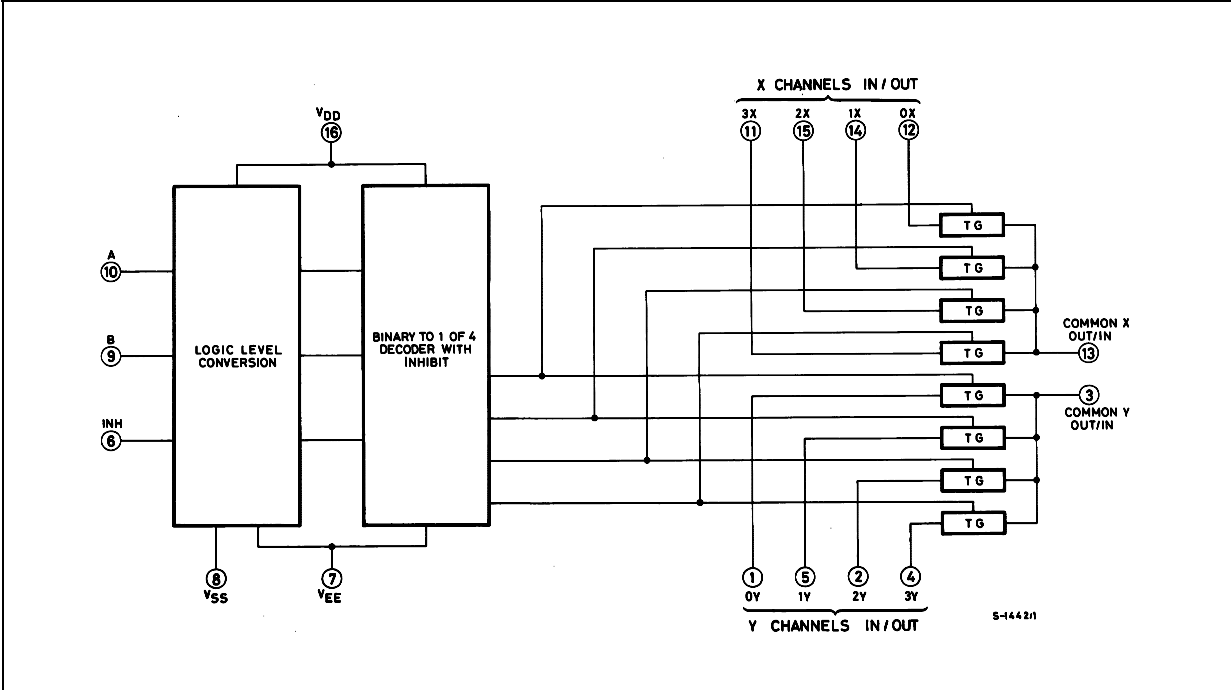 X CHANNELS IN/OUT
3X 2X 1X 0X
11 15 14 12
VDD
16
A
10
B
9
INH
6
LOGIC LEVEL
CONVERSION
BINARY TO 1 OF 4
DECODER WITH
INHIBIT
TG
TG
TG
TG
COMMON X
OUT/IN
13
TG
3
COMMON Y
OUT/IN
TG
TG
TG
8
VSS
7
VEE
1 5 2 4
0Y 1Y 2Y 3Y
Y CHANNELS IN/OUT
S-1442/1